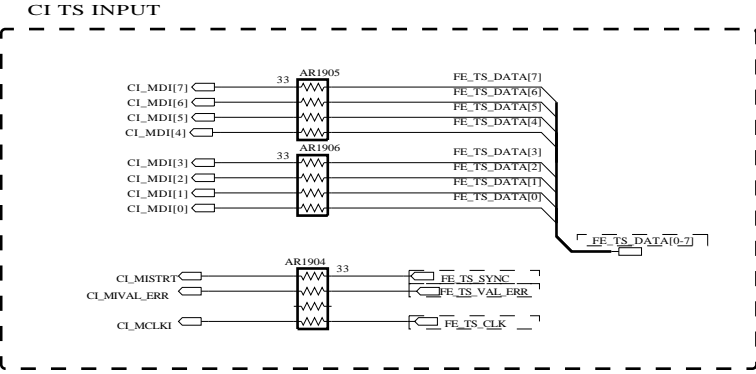 CI TS INPUT
33 AR1905
CI_MDI[7] FE_TS_DATA[7]
CI_MDI[6] FE_TS_DATA[6]
CI_MDI[5] FE_TS_DATA[5]
CI_MDI[4] FE_TS_DATA[4]
33 AR1906
CI_MDI[3] FE_TS_DATA[3]
CI_MDI[2] FE_TS_DATA[2]
CI_MDI[1] FE_TS_DATA[1]
CI_MDI[0] FE_TS_DATA[0]
FE_TS_DATA[0-7]
AR1904 33
CI_MISTRT FE_TS_SYNC
CI_MIVAL_ERR FE_TS_VAL_ERR
CI_MCLKI FE_TS_CLK